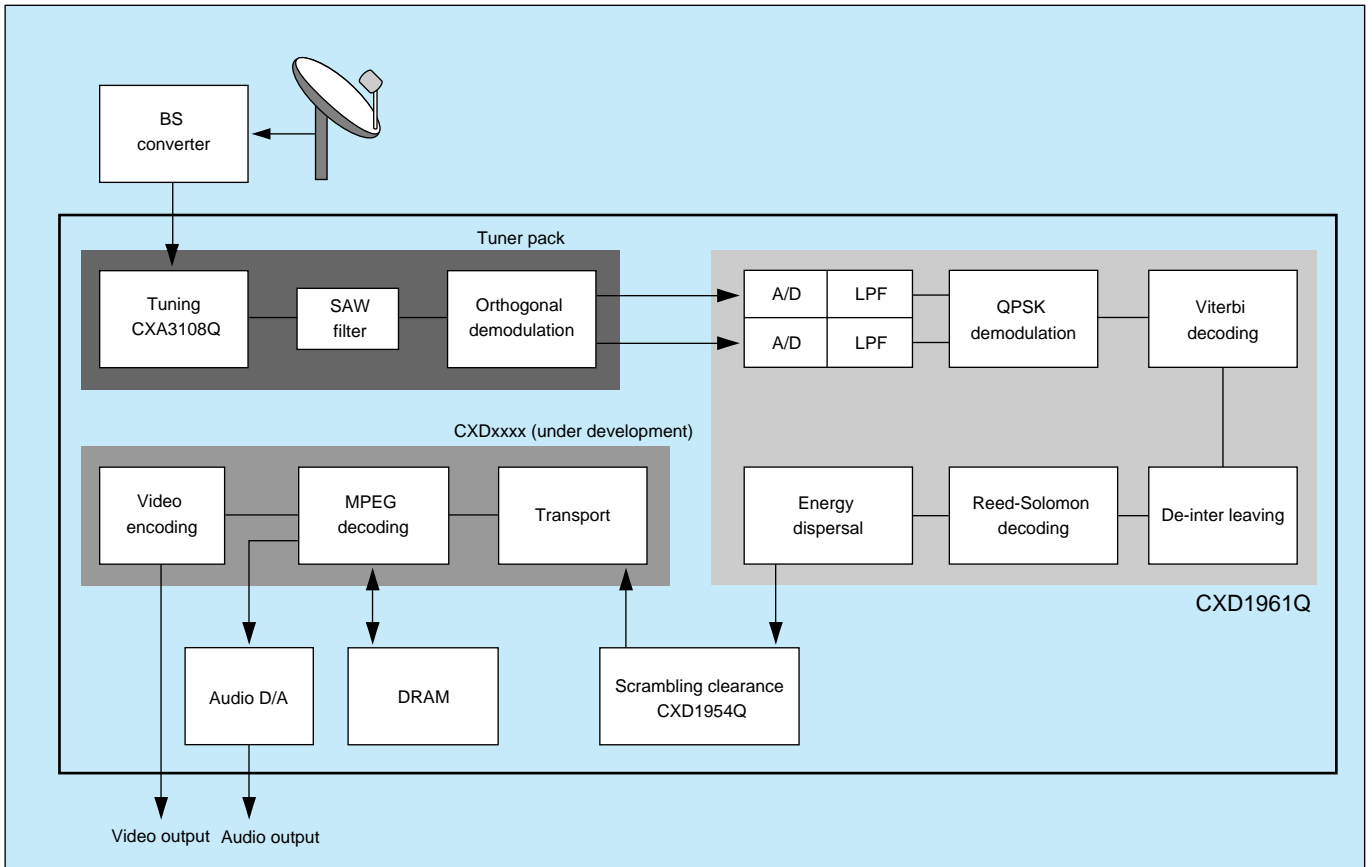 BS
converter
Tuner pack
Tuning
CXA3108Q
SAW
filter
Orthogonal
demodulation
A/D
LPF
A/D
LPF
QPSK
demodulation
Viterbi
decoding
CXDxxxx (under development)
Video
encoding
MPEG
decoding
Transport
Energy
dispersal
Reed-Solomon
decoding
De-inter leaving
CXD1961Q
Audio D/A
DRAM
Scrambling clearance
CXD1954Q
Video output
Audio output